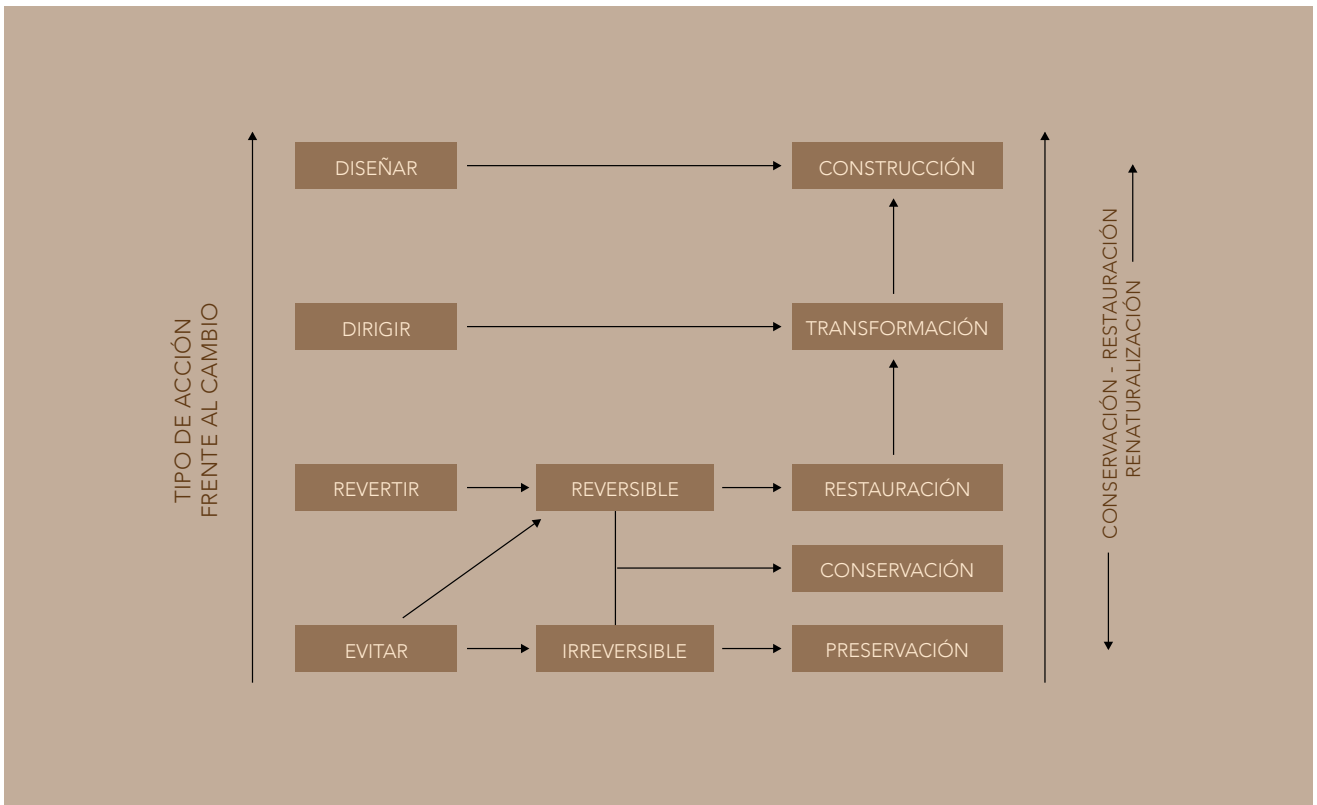 DISEÑAR
CONSTRUCCIÓN
DIRIGIR
TRANSFORMACIÓN
TIPO DE ACCIÓN
FRENTE AL CAMBIO
REVERTIR
REVERSIBLE
RESTAURACIÓN
CONSERVACIÓN
EVITAR
IRREVERSIBLE
PRESERVACIÓN
CONSERVACIÓN - RESTAURACIÓN
RENATURALIZACIÓN